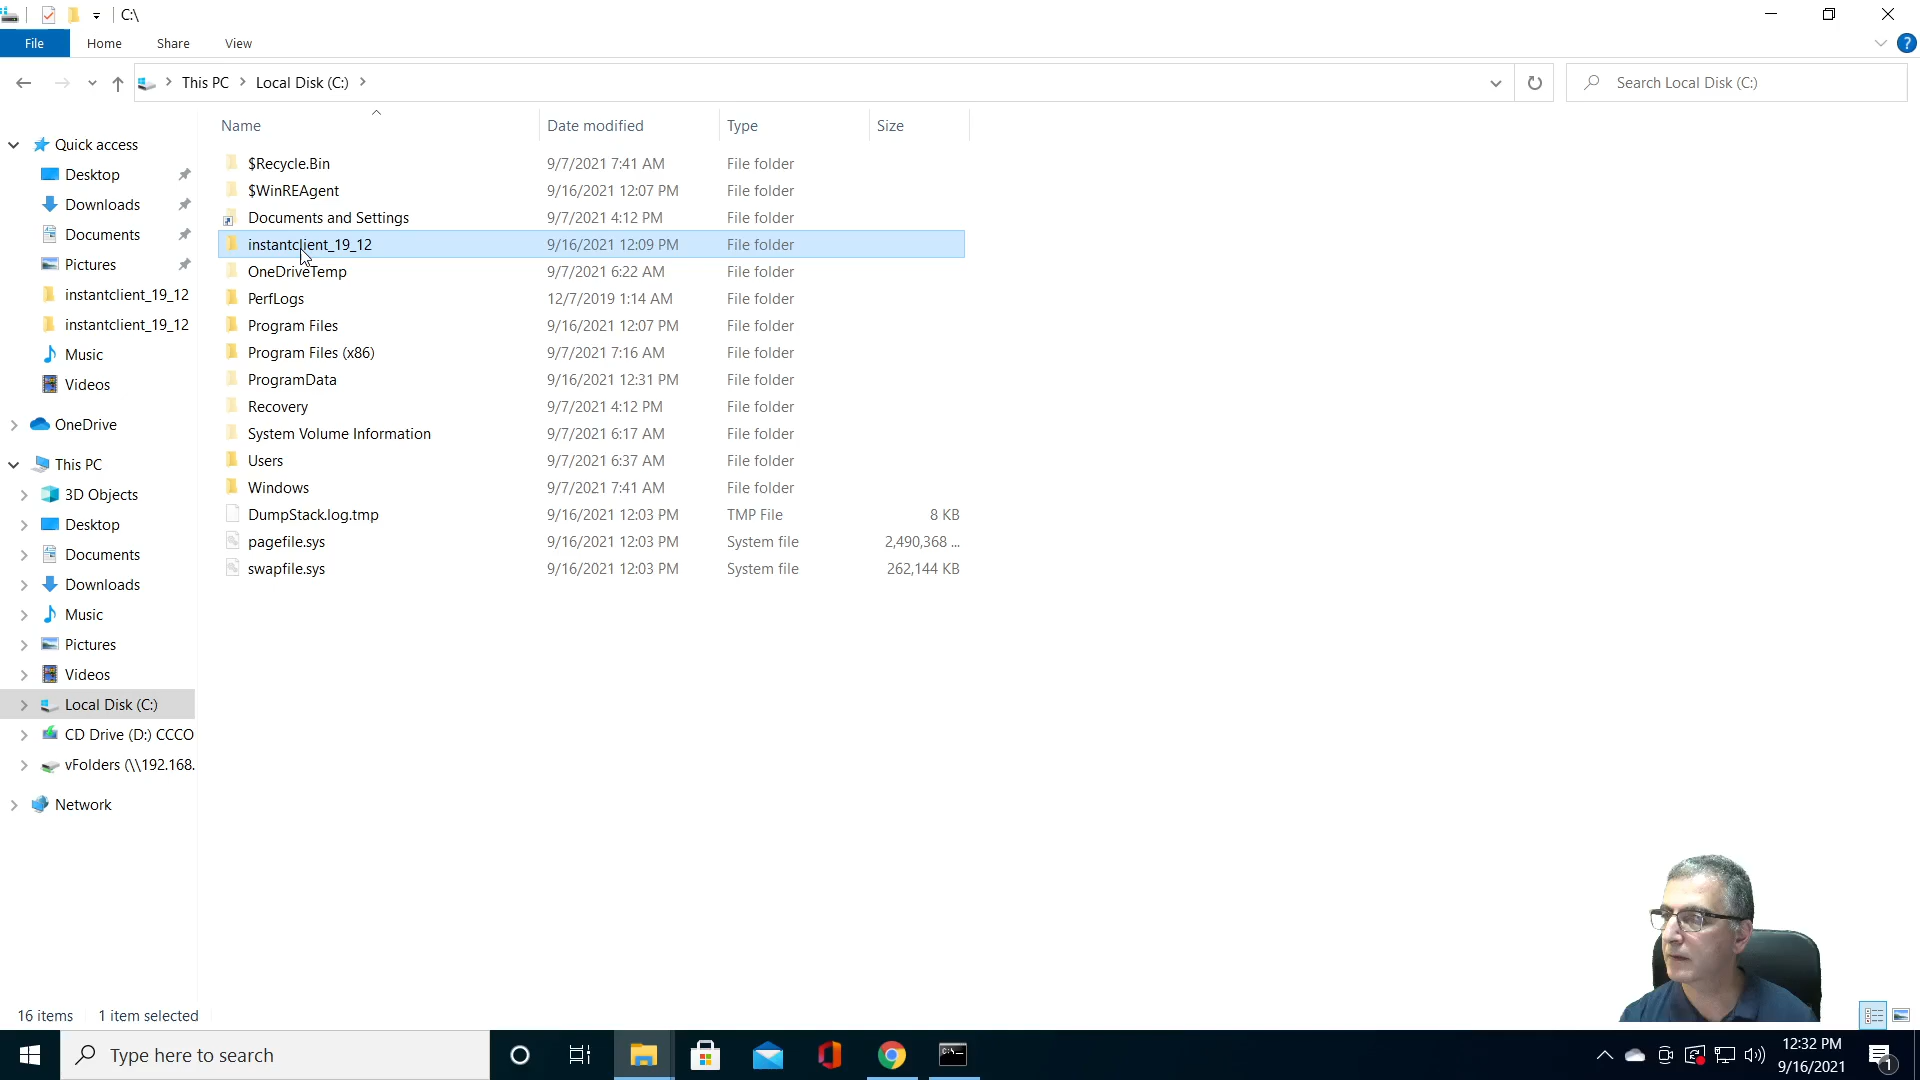 C:\
File Home Share View
This PC Local Disk (C:) Search Local Disk (C:)
Name Date modified Type Size
Quick access
Desktop
Downloads
Documents
Pictures
instantclient_19_12
instantclient_19_12
Music
Videos
OneDrive
This PC
3D Objects
Desktop
Documents
Downloads
Music
Pictures
Videos
Local Disk (C:)
CD Drive (D:) CCCO
vFolders (\\192.168.
Network
$Recycle.Bin 9/7/2021 7:41 AM File folder
$WinREAgent 9/16/2021 12:07 PM File folder
Documents and Settings 9/7/2021 4:12 PM File folder
instantclient_19_12 9/16/2021 12:09 PM File folder
OneDriveTemp 9/7/2021 6:22 AM File folder
PerfLogs 12/7/2019 1:14 AM File folder
Program Files 9/16/2021 12:07 PM File folder
Program Files (x86) 9/7/2021 7:16 AM File folder
ProgramData 9/16/2021 12:31 PM File folder
Recovery 9/7/2021 4:12 PM File folder
System Volume Information 9/7/2021 6:17 AM File folder
Users 9/7/2021 6:37 AM File folder
Windows 9/7/2021 7:41 AM File folder
DumpStack.log.tmp 9/16/2021 12:03 PM TMP File 8 KB
pagefile.sys 9/16/2021 12:03 PM System file 2,490,368 ...
swapfile.sys 9/16/2021 12:03 PM System file 262,144 KB
16 items 1 item selected
Type here to search
12:32 PM
9/16/2021
1